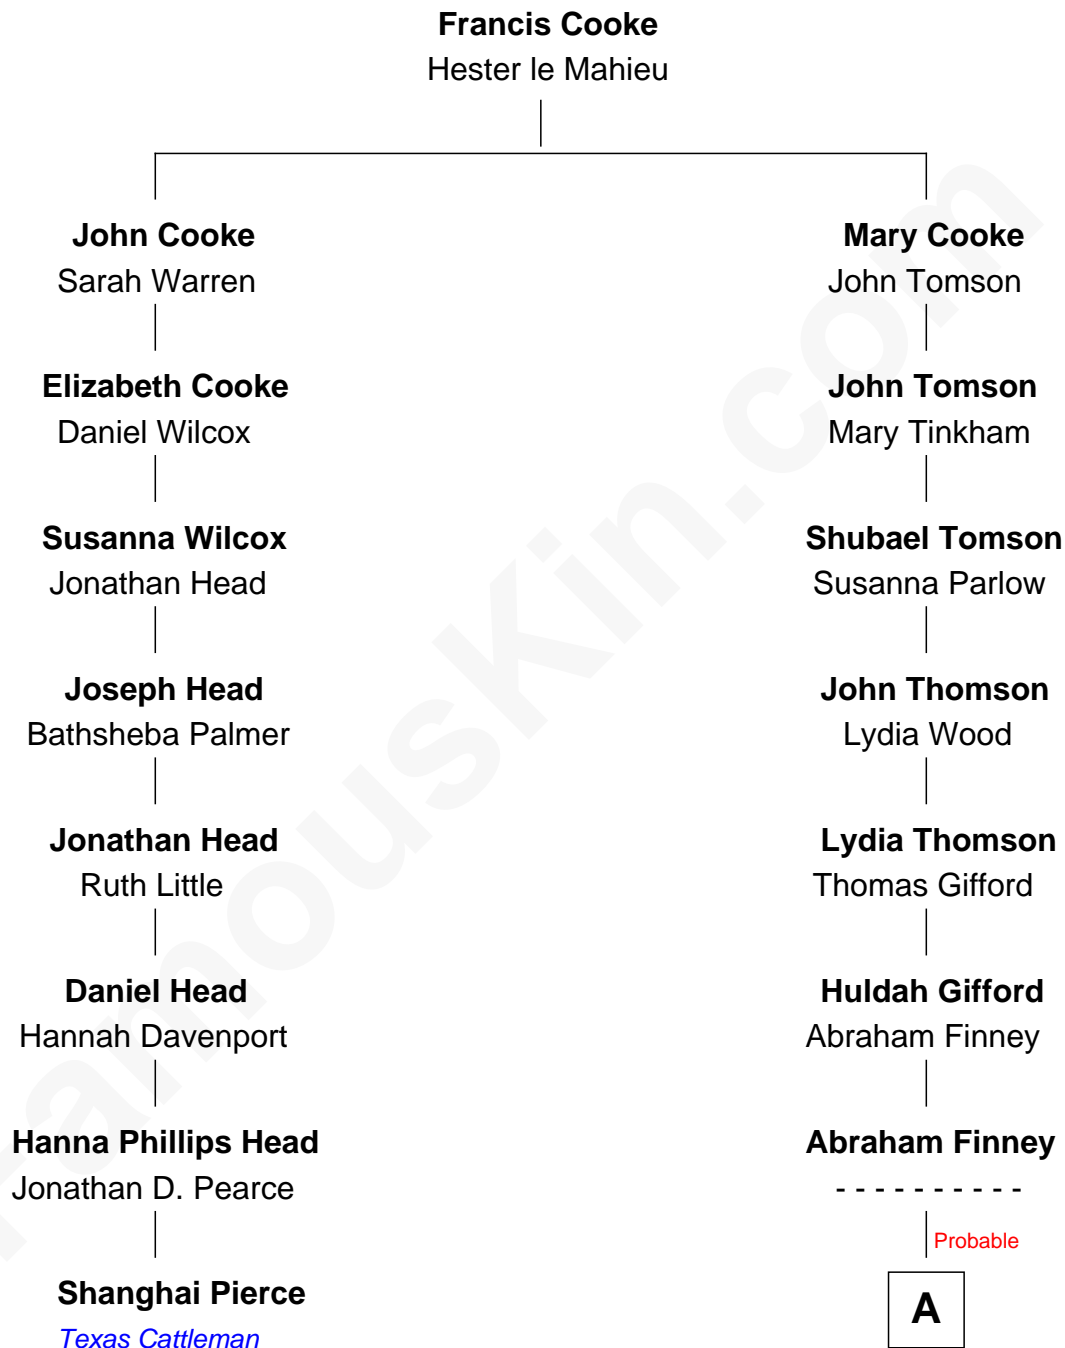 Francis Cooke
Hester le Mahieu
John Cooke
Sarah Warren
Mary Cooke
John Tomson
Elizabeth Cooke
Daniel Wilcox
John Tomson
Mary Tinkham
Susanna Wilcox
Jonathan Head
Shubael Tomson
Susanna Parlow
Joseph Head
Bathsheba Palmer
John Thomson
Lydia Wood
Jonathan Head
Ruth Little
Lydia Thomson
Thomas Gifford
Daniel Head
Hannah Davenport
Huldah Gifford
Abraham Finney
Hanna Phillips Head
Jonathan D. Pearce
Abraham Finney
- - - - - - - - - -
Probable
Shanghai Pierce
Texas Cattleman
A
FamousKin.com